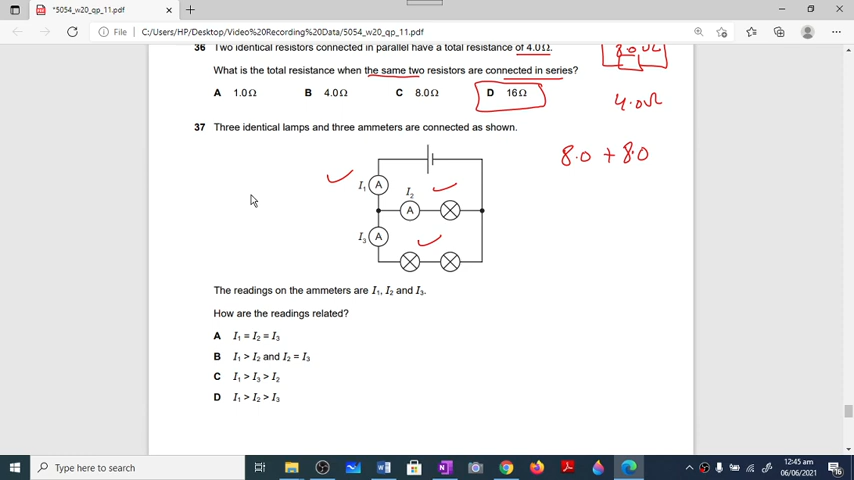 *5054_w20_qp_11.pdf
File C:/Users/HP/Desktop/Video%20Recording%20Data/5054_w20_qp_11.pdf
36 Two identical resistors connected in parallel have a total resistance of 4.0Ω.
8.0Ω
What is the total resistance when the same two resistors are connected in series?
A 1.0Ω B 4.0Ω C 8.0Ω D 16Ω
4.0Ω
37 Three identical lamps and three ammeters are connected as shown.
8.0 + 8.0
I1 A
I2
A
I3 A
The readings on the ammeters are I1, I2 and I3.
How are the readings related?
A I1 = I2 = I3
B I1 > I2 and I2 = I3
C I1 > I3 > I2
D I1 > I2 > I3
Type here to search
12:45 am
06/06/2021
16